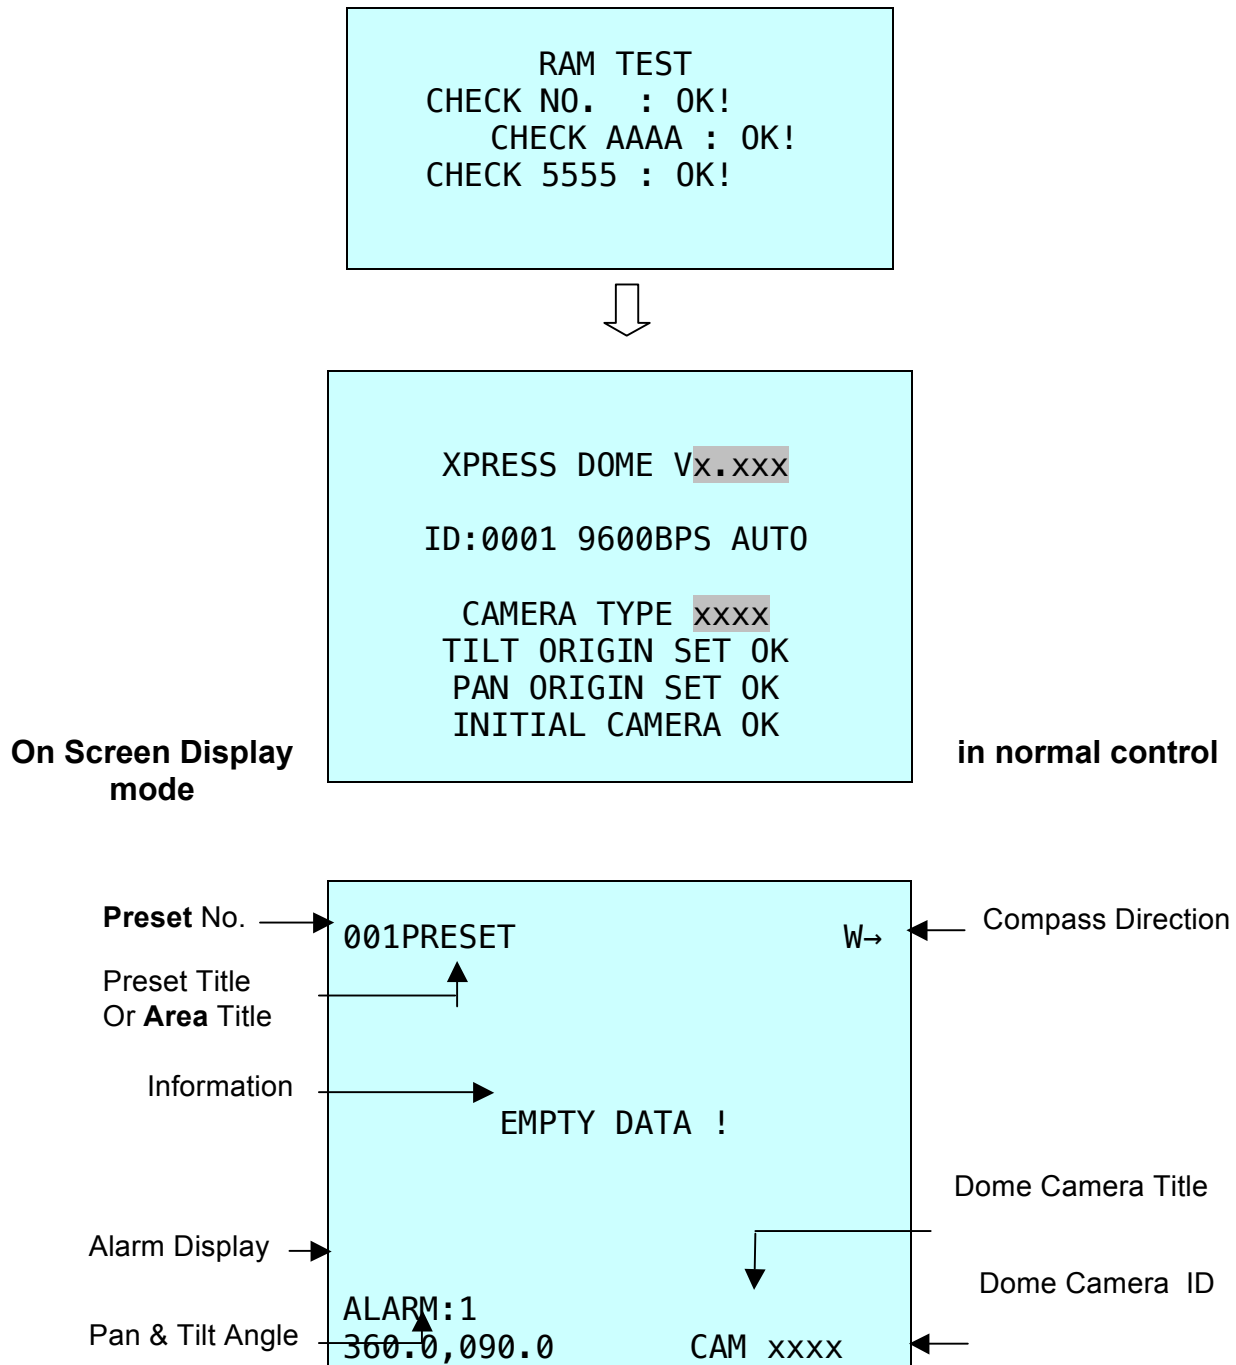 RAM TEST
CHECK NO. : OK!
CHECK AAAA : OK!
CHECK 5555 : OK!
XPRESS DOME Vx.xxx
ID:0001 9600BPS AUTO
CAMERA TYPE xxxx
TILT ORIGIN SET OK
PAN ORIGIN SET OK
INITIAL CAMERA OK
On Screen Display in normal control
mode
Preset No.
001PRESET W→
Compass Direction
Preset Title
Or Area Title
Information
EMPTY DATA !
Dome Camera Title
Alarm Display
Dome Camera ID
ALARM:1
Pan & Tilt Angle
360.0,090.0 CAM xxxx